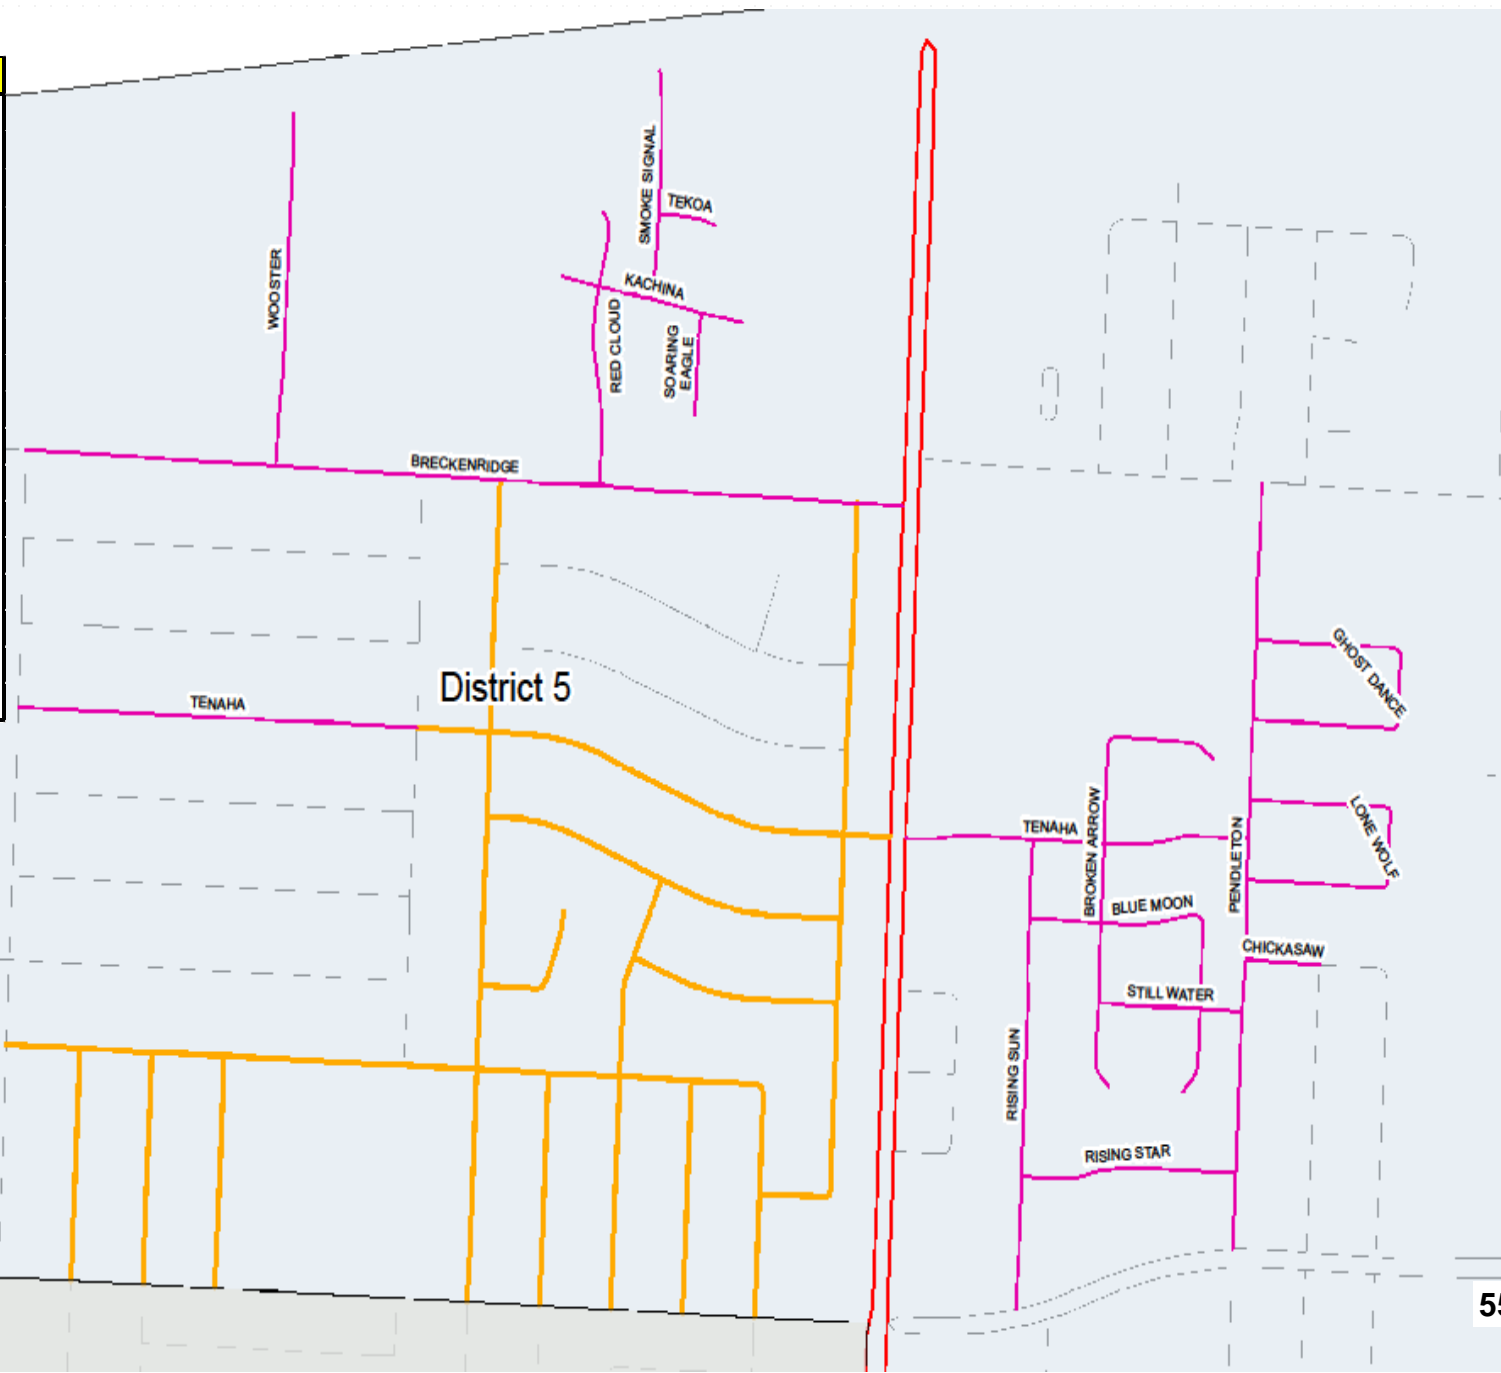 SMOKE SIGNAL
TEKOA
WOOSTER
KACHINA
RED CLOUD
SOARING
EAGLE
BRECKENRIDGE
GHOST DANCE
District 5
TENAHA
LONE WOLF
BROKEN ARROW
TENAHA
PENDLETON
BLUE MOON
CHICKASAW
STILL WATER
RISING SUN
RISING STAR